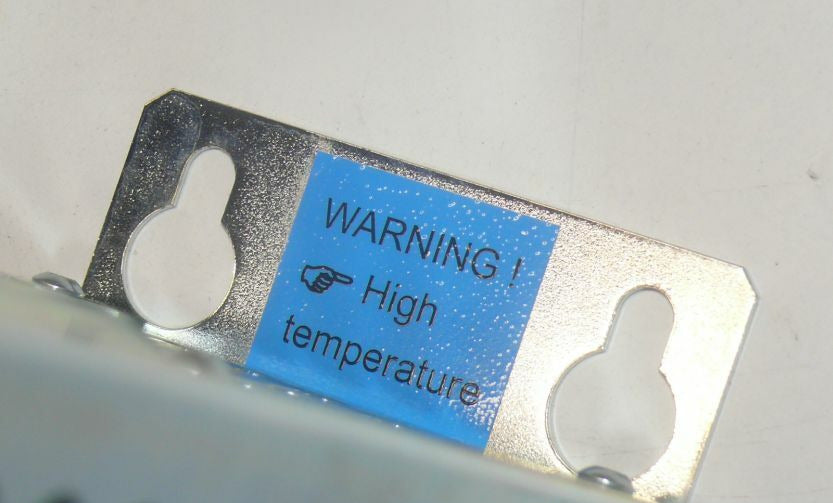 WARNING !
☞ High
temperature